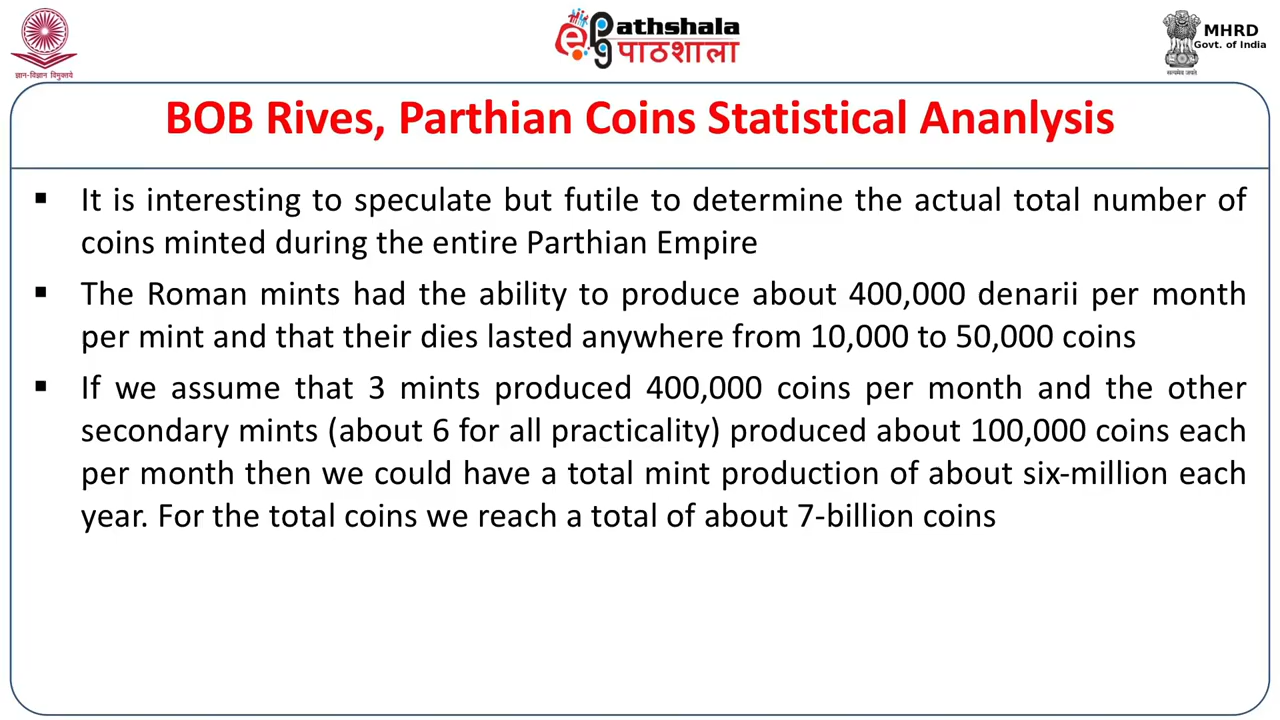 ज्ञान-विज्ञान विमुक्तये
e Pathshala
पाठशाला
MHRD
Govt. of India
सत्यमेव जयते
BOB Rives, Parthian Coins Statistical Ananlysis
▪ It is interesting to speculate but futile to determine the actual total number of
coins minted during the entire Parthian Empire
▪ The Roman mints had the ability to produce about 400,000 denarii per month
per mint and that their dies lasted anywhere from 10,000 to 50,000 coins
▪ If we assume that 3 mints produced 400,000 coins per month and the other
secondary mints (about 6 for all practicality) produced about 100,000 coins each
per month then we could have a total mint production of about six-million each
year. For the total coins we reach a total of about 7-billion coins